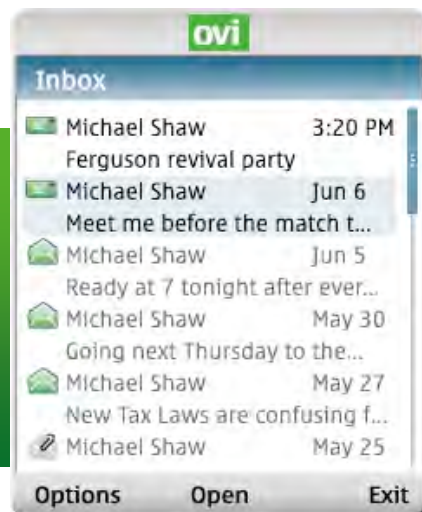 ovi
Inbox
Michael Shaw 3:20 PM
Ferguson revival party
Michael Shaw Jun 6
Meet me before the match t...
Michael Shaw Jun 5
Ready at 7 tonight after ever...
Michael Shaw May 30
Going next Thursday to the...
Michael Shaw May 27
New Tax Laws are confusing f...
Michael Shaw May 25
Options Open Exit